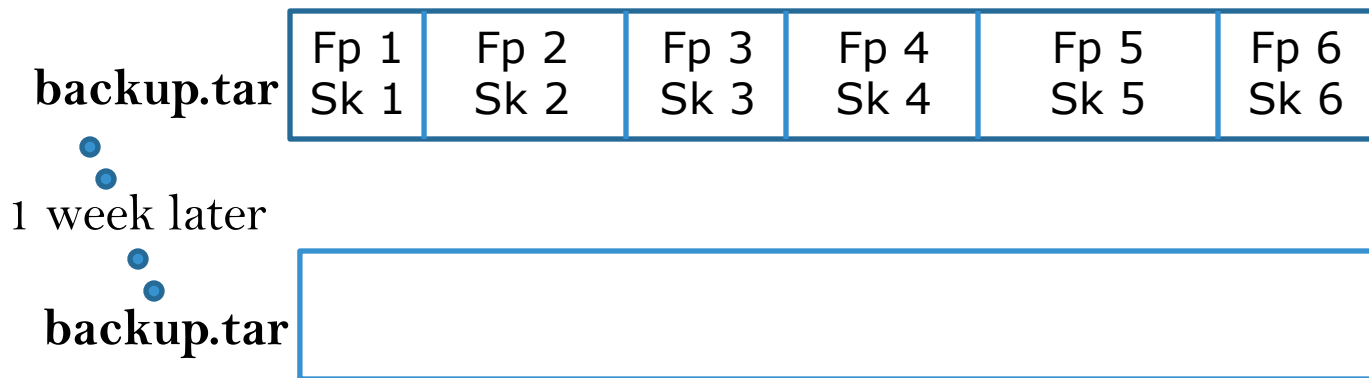 Fp 1 Fp 2 Fp 3 Fp 4 Fp 5 Fp 6
backup.tar Sk 1 Sk 2 Sk 3 Sk 4 Sk 5 Sk 6
1 week later
backup.tar